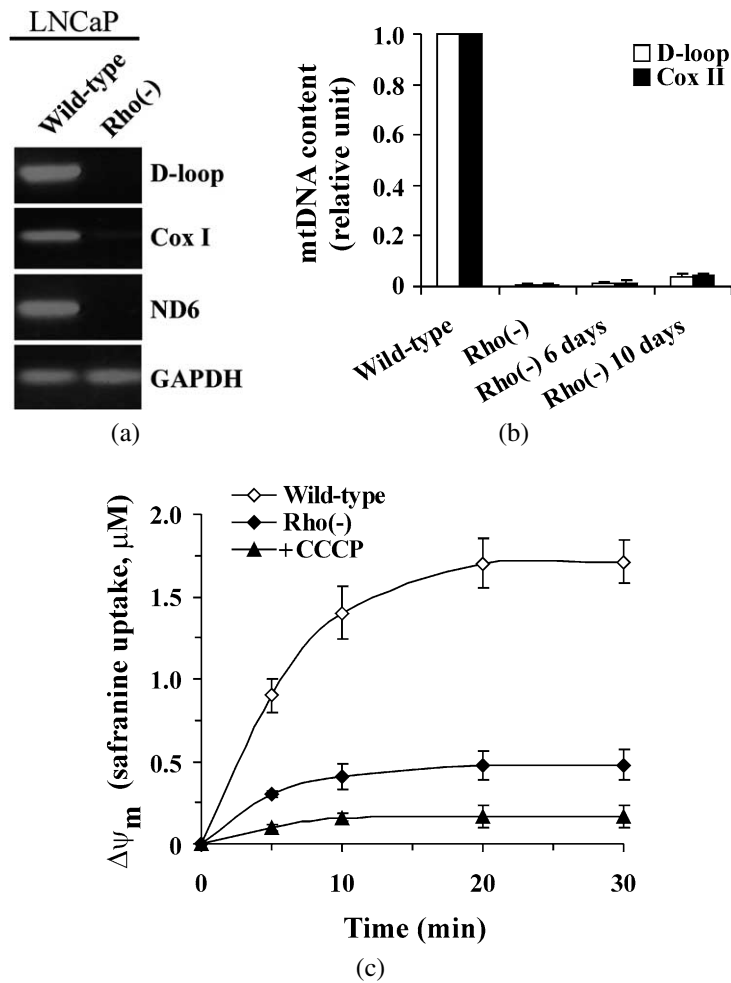 LNCaP
Wild-type
Rho(-)
D-loop
Cox I
ND6
GAPDH
(a)
mtDNA content
(relative unit)
1.0
0.8
0.6
0.4
0.2
0
D-loop
Cox II
Wild-type
Rho(-)
Rho(-) 6 days
Rho(-) 10 days
(b)
Wild-type
Rho(-)
+CCCP
Δψm (safranine uptake, μM)
2.0
1.5
1.0
0.5
0
0
10
20
30
Time (min)
(c)